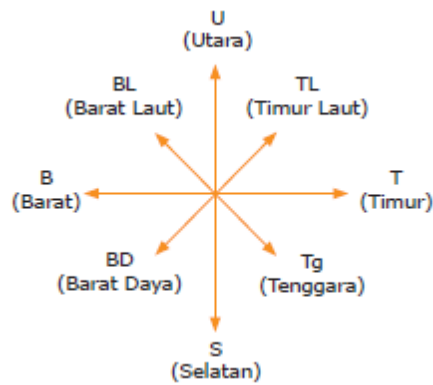 U
(Utara)
BL
(Barat Laut)
TL
(Timur Laut)
B
(Barat)
T
(Timur)
BD
(Barat Daya)
Tg
(Tenggara)
S
(Selatan)